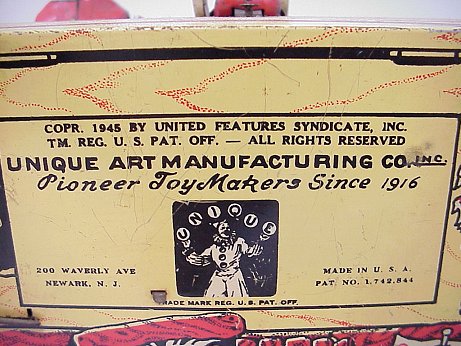 COPR. 1945 BY UNITED FEATURES SYNDICATE, INC.
TM. REG. U. S. PAT. OFF. — ALL RIGHTS RESERVED
UNIQUE ART MANUFACTURING CO. INC.
Pioneer Toy Makers Since 1916
UNIQUE
200 WAVERLY AVE
NEWARK, N. J.
MADE IN U. S. A.
PAT. NO. 1,742,844
TRADE MARK REG. U.S. PAT. OFF.